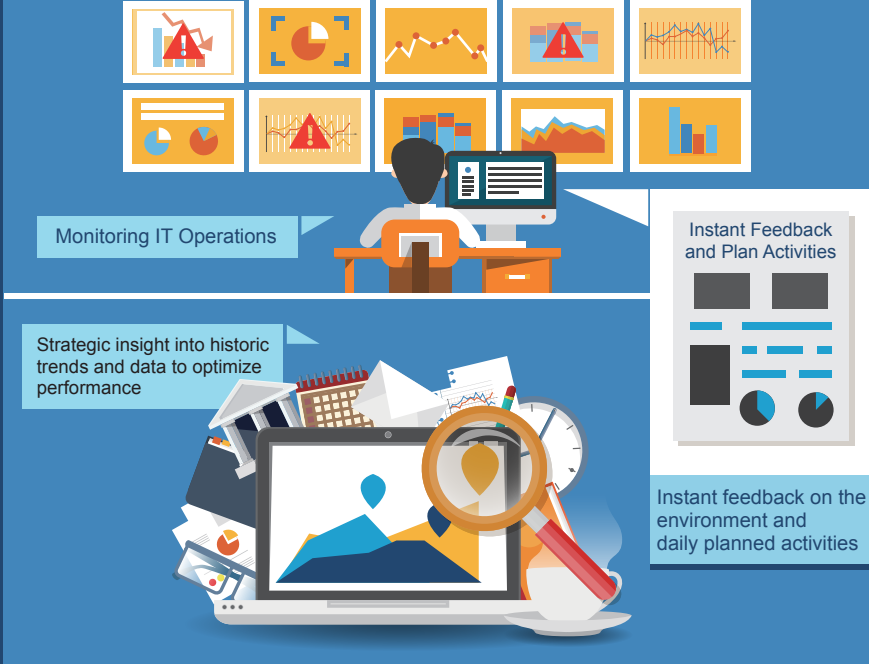 Monitoring IT Operations
Instant Feedback
and Plan Activities
Strategic insight into historic
trends and data to optimize
performance
Instant feedback on the
environment and
daily planned activities